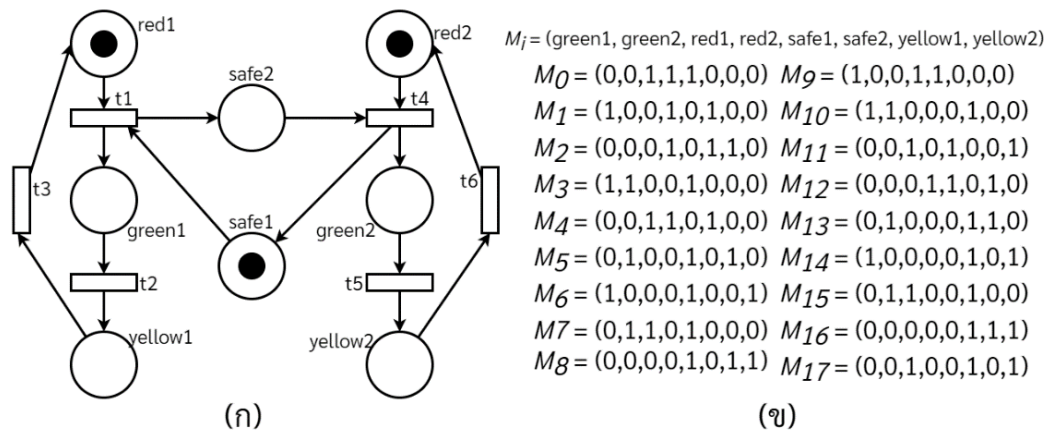 red1
red2
safe2
t1
t4
t3
t6
green1
safe1
green2
t2
t5
yellow1
yellow2
(ก)
M_i = (green1, green2, red1, red2, safe1, safe2, yellow1, yellow2)
M_0 = (0,0,1,1,1,0,0,0) M_9 = (1,0,0,1,1,0,0,0)
M_1 = (1,0,0,1,0,1,0,0) M_10 = (1,1,0,0,0,1,0,0)
M_2 = (0,0,0,1,0,1,1,0) M_11 = (0,0,1,0,1,0,0,1)
M_3 = (1,1,0,0,1,0,0,0) M_12 = (0,0,0,1,1,0,1,0)
M_4 = (0,0,1,1,0,1,0,0) M_13 = (0,1,0,0,0,1,1,0)
M_5 = (0,1,0,0,1,0,1,0) M_14 = (1,0,0,0,0,1,0,1)
M_6 = (1,0,0,0,1,0,0,1) M_15 = (0,1,1,0,0,1,0,0)
M7 = (0,1,1,0,1,0,0,0) M_16 = (0,0,0,0,0,1,1,1)
M_8 = (0,0,0,0,1,0,1,1) M_17 = (0,0,1,0,0,1,0,1)
(ข)